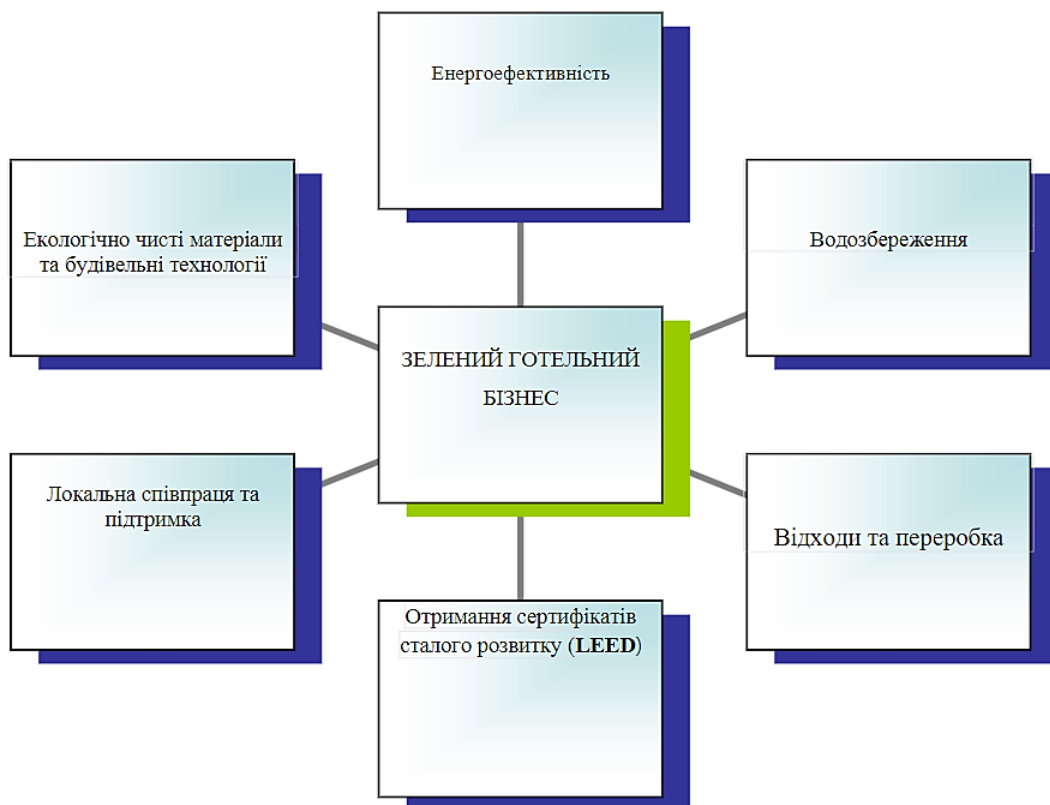 Енергоефективність
Екологічно чисті матеріали
та будівельні технології
Водозбереження
ЗЕЛЕНИЙ ГОТЕЛЬНИЙ
БІЗНЕС
Локальна співпраця та
підтримка
Відходи та переробка
Отримання сертифікатів
сталого розвитку (LEED)